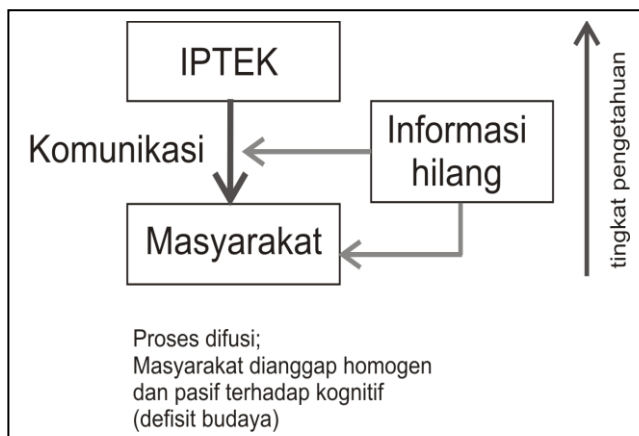 IPTEK
Komunikasi
Informasi
hilang
Masyarakat
tingkat pengetahuan
Proses difusi;
Masyarakat dianggap homogen
dan pasif terhadap kognitif
(defisit budaya)